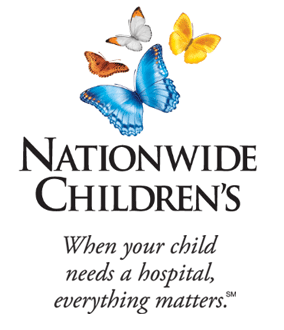 NATIONWIDE
CHILDREN'S
When your child
needs a hospital,
everything matters.℠